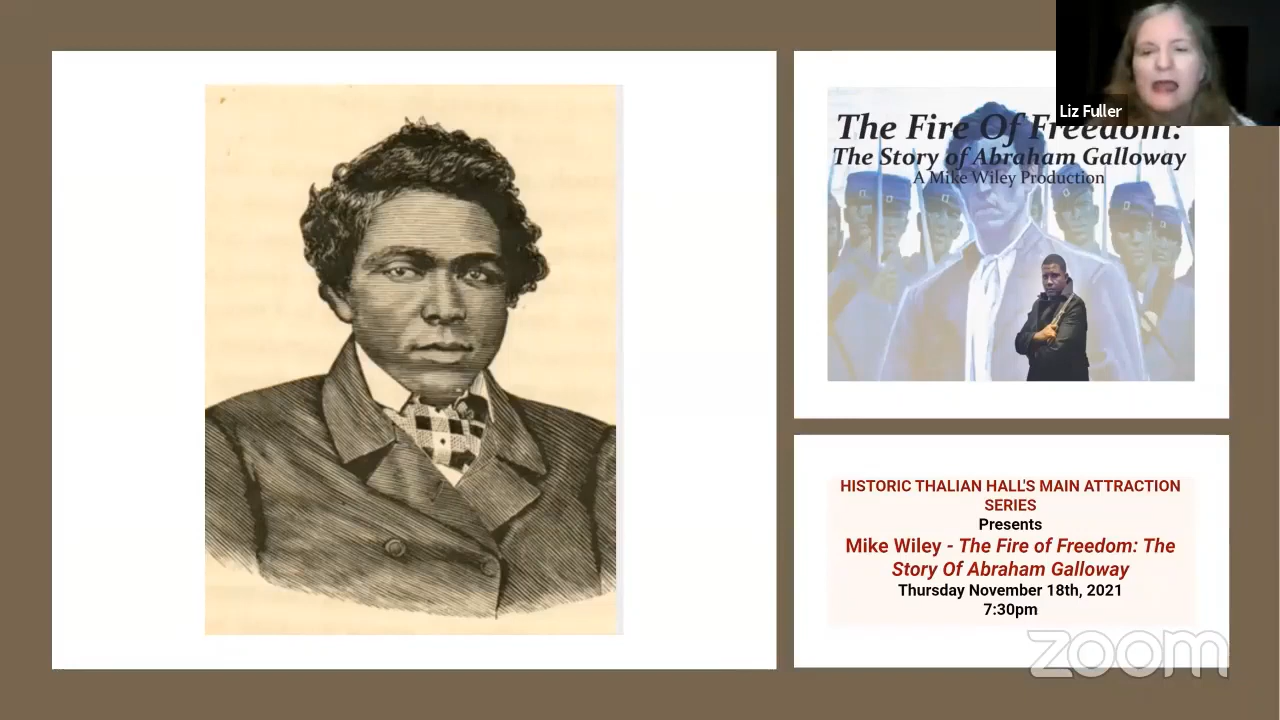 Liz Fuller
The Fire Of Freedom:
The Story of Abraham Galloway
A Mike Wiley Production
HISTORIC THALIAN HALL'S MAIN ATTRACTION
SERIES
Presents
Mike Wiley - The Fire of Freedom: The
Story Of Abraham Galloway
Thursday November 18th, 2021
7:30pm
zoom